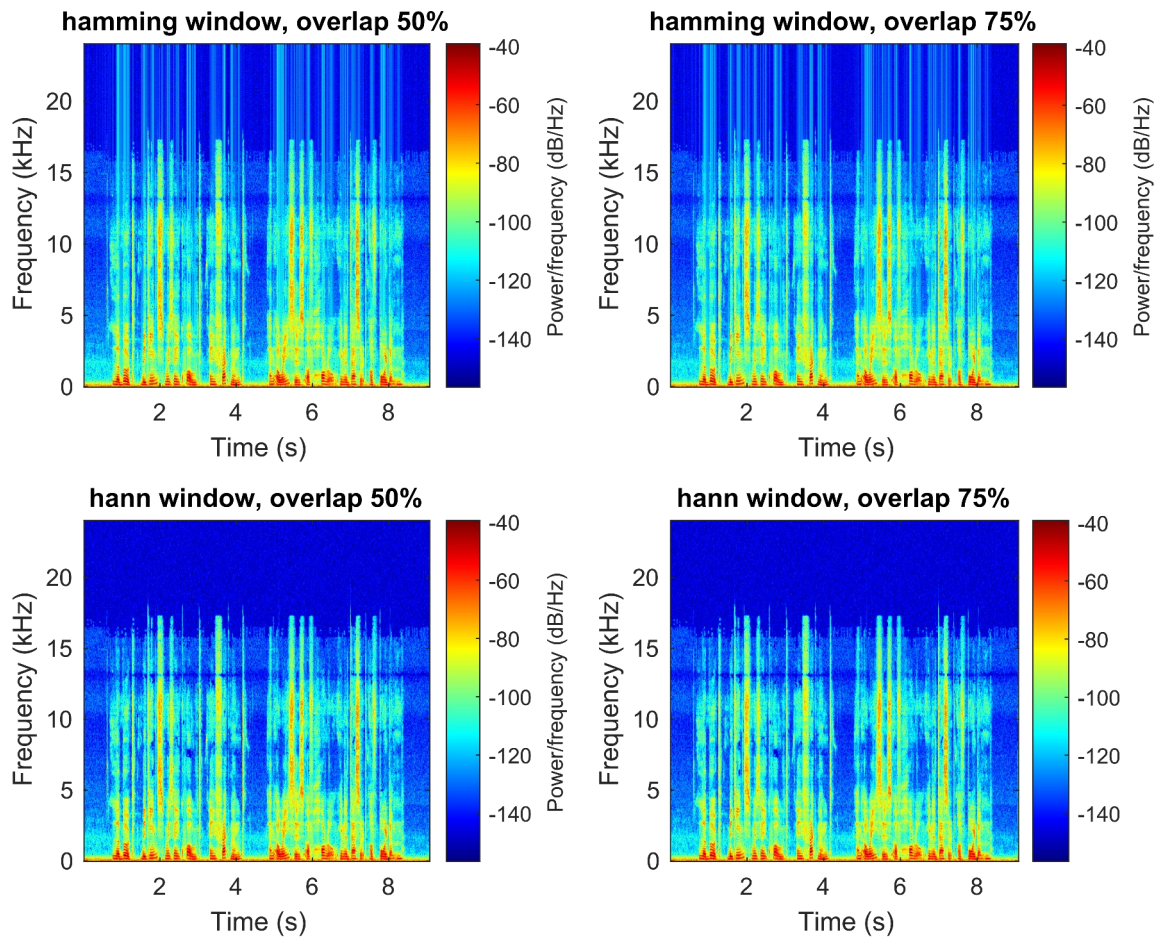 hamming window, overlap 50%
20
15
10
5
0
Frequency (kHz)
2 4 6 8
Time (s)
-40
-60
-80
-100
-120
-140
Power/frequency (dB/Hz)
hamming window, overlap 75%
20
15
10
5
0
Frequency (kHz)
2 4 6 8
Time (s)
-40
-60
-80
-100
-120
-140
Power/frequency (dB/Hz)
hann window, overlap 50%
20
15
10
5
0
Frequency (kHz)
2 4 6 8
Time (s)
-40
-60
-80
-100
-120
-140
Power/frequency (dB/Hz)
hann window, overlap 75%
20
15
10
5
0
Frequency (kHz)
2 4 6 8
Time (s)
-40
-60
-80
-100
-120
-140
Power/frequency (dB/Hz)